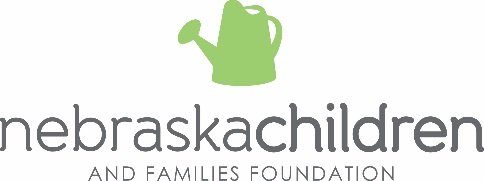 nebraskachildren
AND FAMILIES FOUNDATION